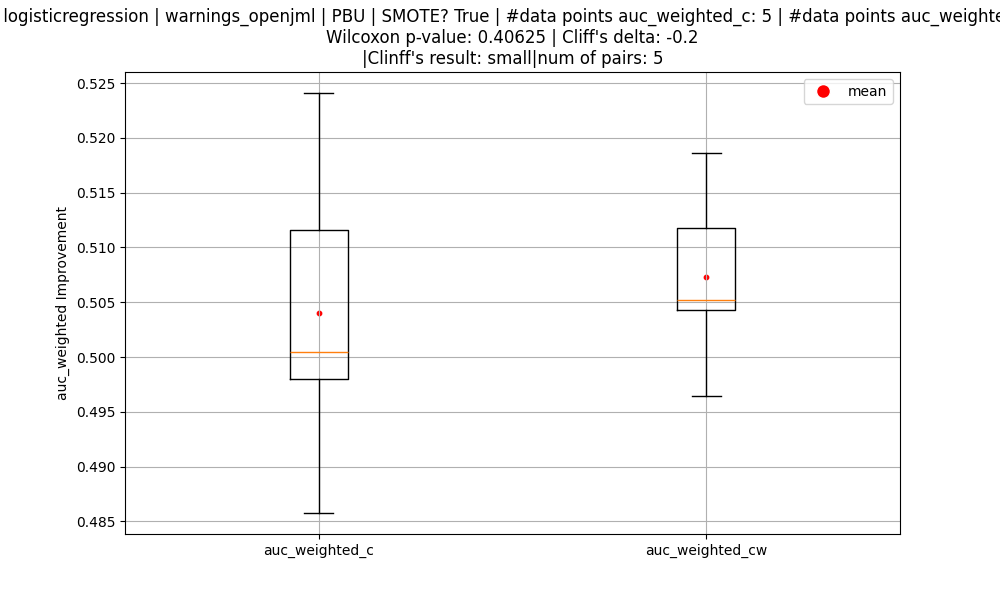 logisticregression | warnings_openjml | PBU | SMOTE? True | #data points auc_weighted_c: 5 | #data points
Wilcoxon p-value: 0.40625 | Cliff's delta: -0.2
|Clinff's result: small|num of pairs: 5
mean
0.525
0.520
0.515
0.510
0.505
0.500
0.495
0.490
0.485
auc_weighted Improvement
auc_weighted_c
auc_weighted_cw